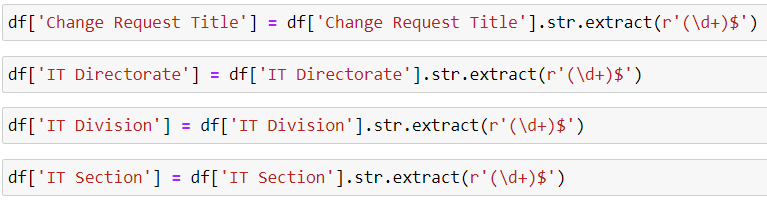 df['Change Request Title'] = df['Change Request Title'].str.extract(r'(\d+)$')
df['IT Directorate'] = df['IT Directorate'].str.extract(r'(\d+)$')
df['IT Division'] = df['IT Division'].str.extract(r'(\d+)$')
df['IT Section'] = df['IT Section'].str.extract(r'(\d+)$')